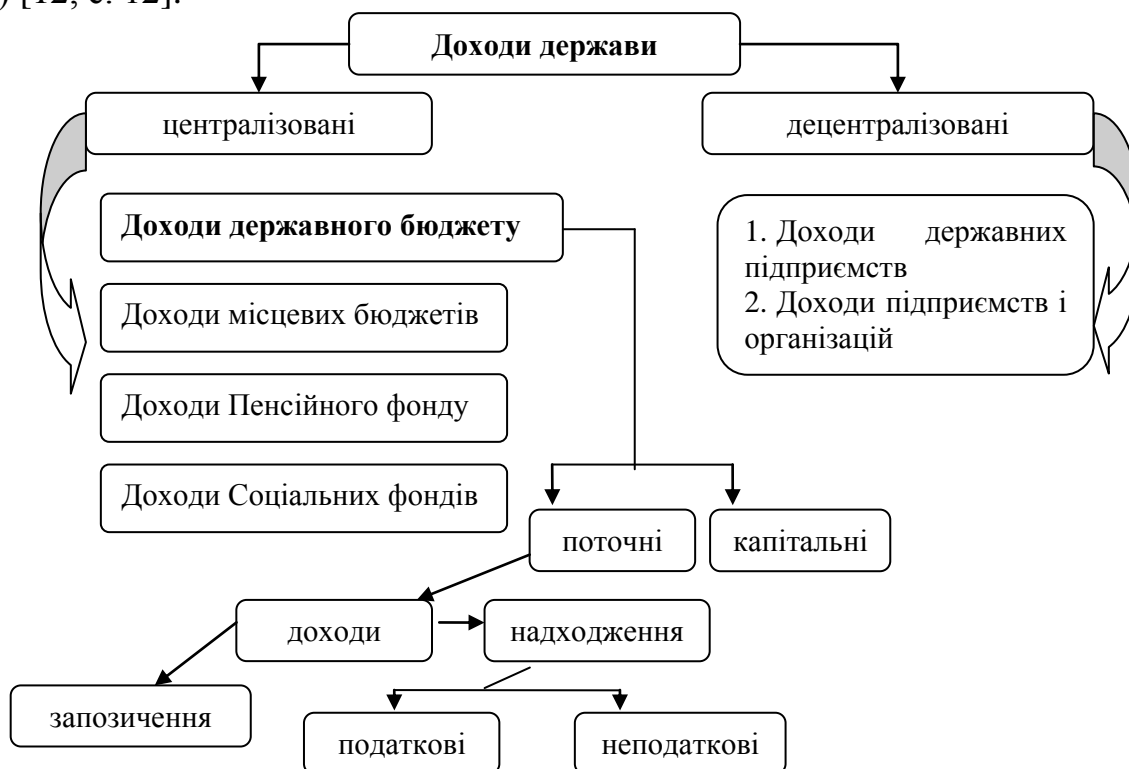 ) [12, с. 12].
Доходи держави
централізовані
децентралізовані
Доходи державного бюджету
1. Доходи державних
підприємств
2. Доходи підприємств і
організацій
Доходи місцевих бюджетів
Доходи Пенсійного фонду
Доходи Соціальних фондів
поточні
капітальні
доходи
надходження
запозичення
податкові
неподаткові